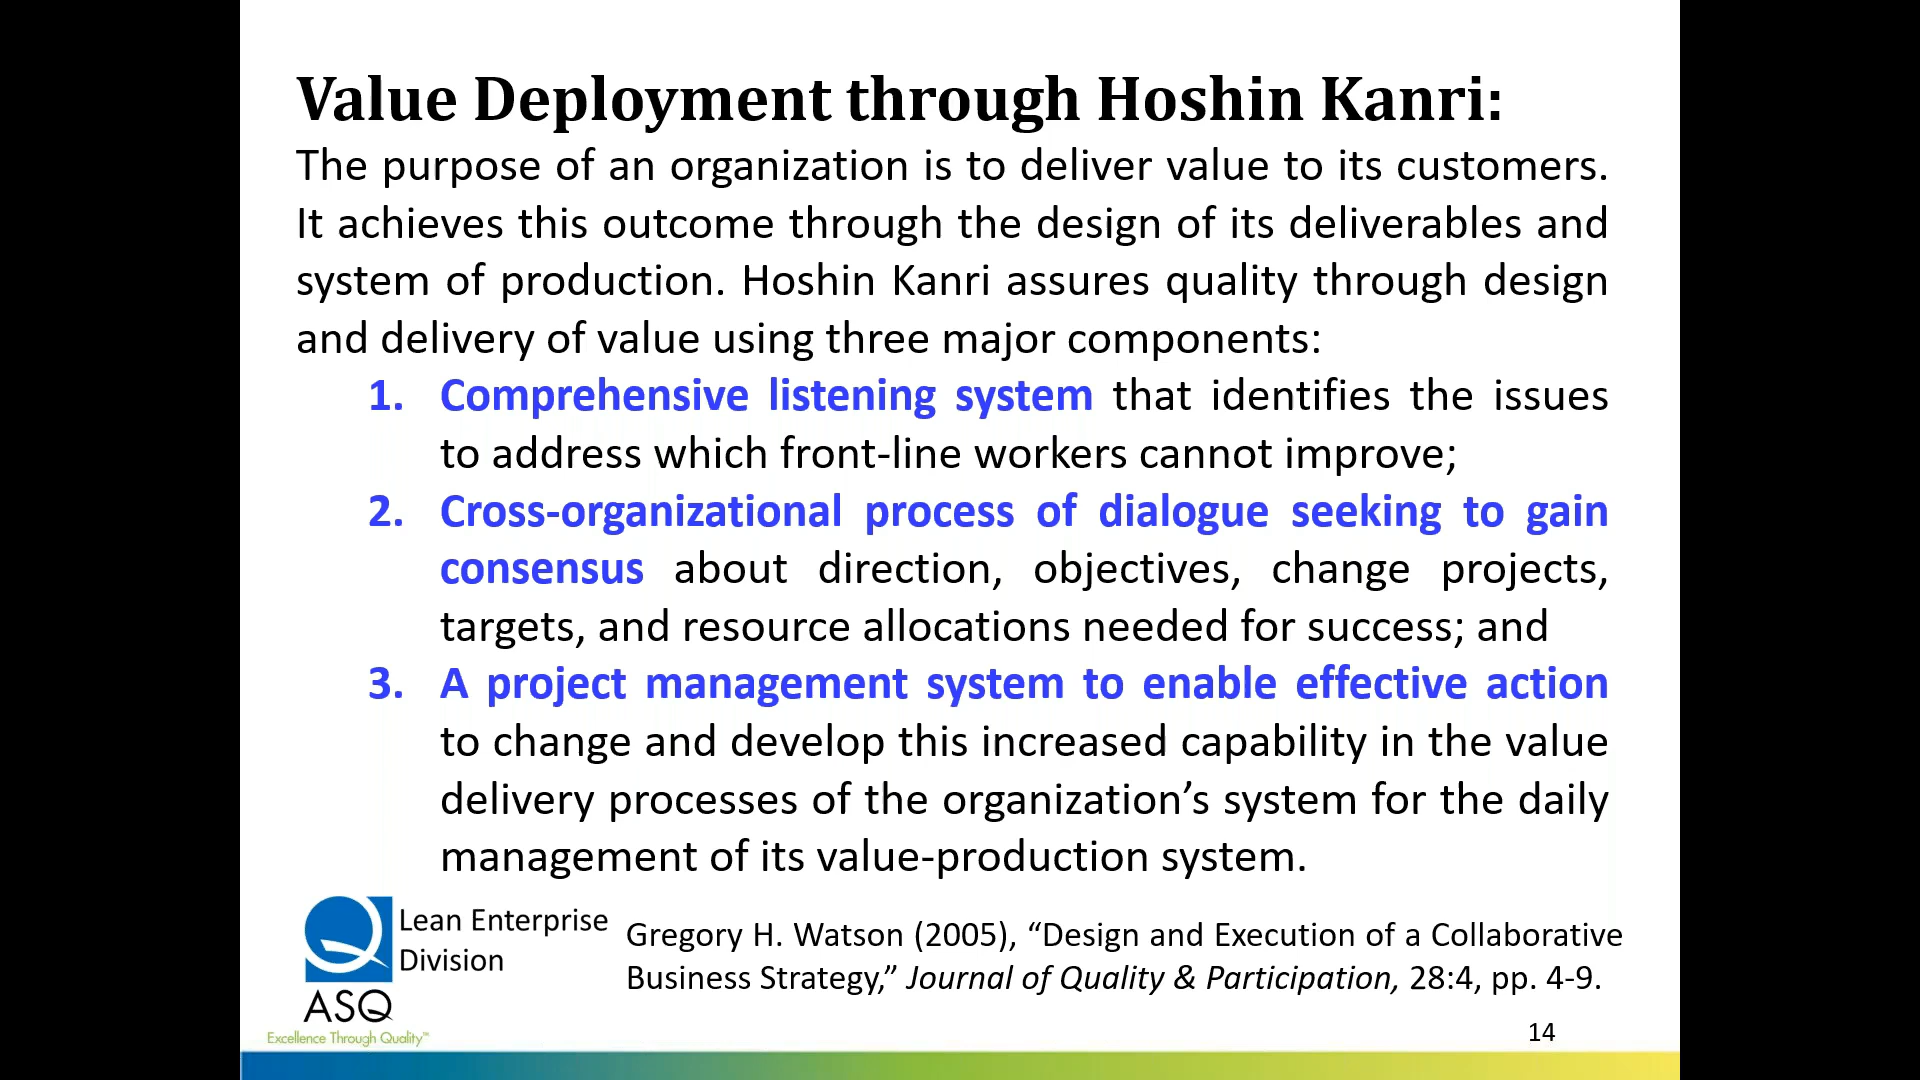 Value Deployment through Hoshin Kanri:
The purpose of an organization is to deliver value to its customers.
It achieves this outcome through the design of its deliverables and
system of production. Hoshin Kanri assures quality through design
and delivery of value using three major components:
1. Comprehensive listening system that identifies the issues
to address which front-line workers cannot improve;
2. Cross-organizational process of dialogue seeking to gain
consensus about direction, objectives, change projects,
targets, and resource allocations needed for success; and
3. A project management system to enable effective action
to change and develop this increased capability in the value
delivery processes of the organization’s system for the daily
management of its value-production system.
Lean Enterprise
Division
ASQ
Excellence Through Quality™
Gregory H. Watson (2005), “Design and Execution of a Collaborative
Business Strategy,” Journal of Quality & Participation, 28:4, pp. 4-9.
14